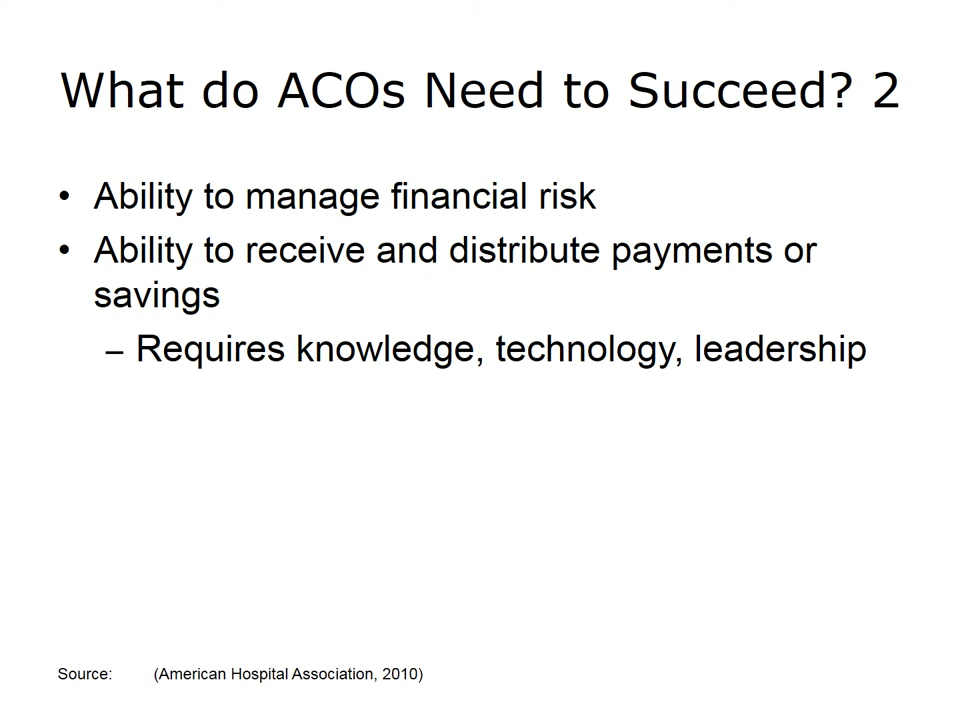 What do ACOs Need to Succeed? 2
• Ability to manage financial risk
• Ability to receive and distribute payments or
savings
– Requires knowledge, technology, leadership
Source: (American Hospital Association, 2010)